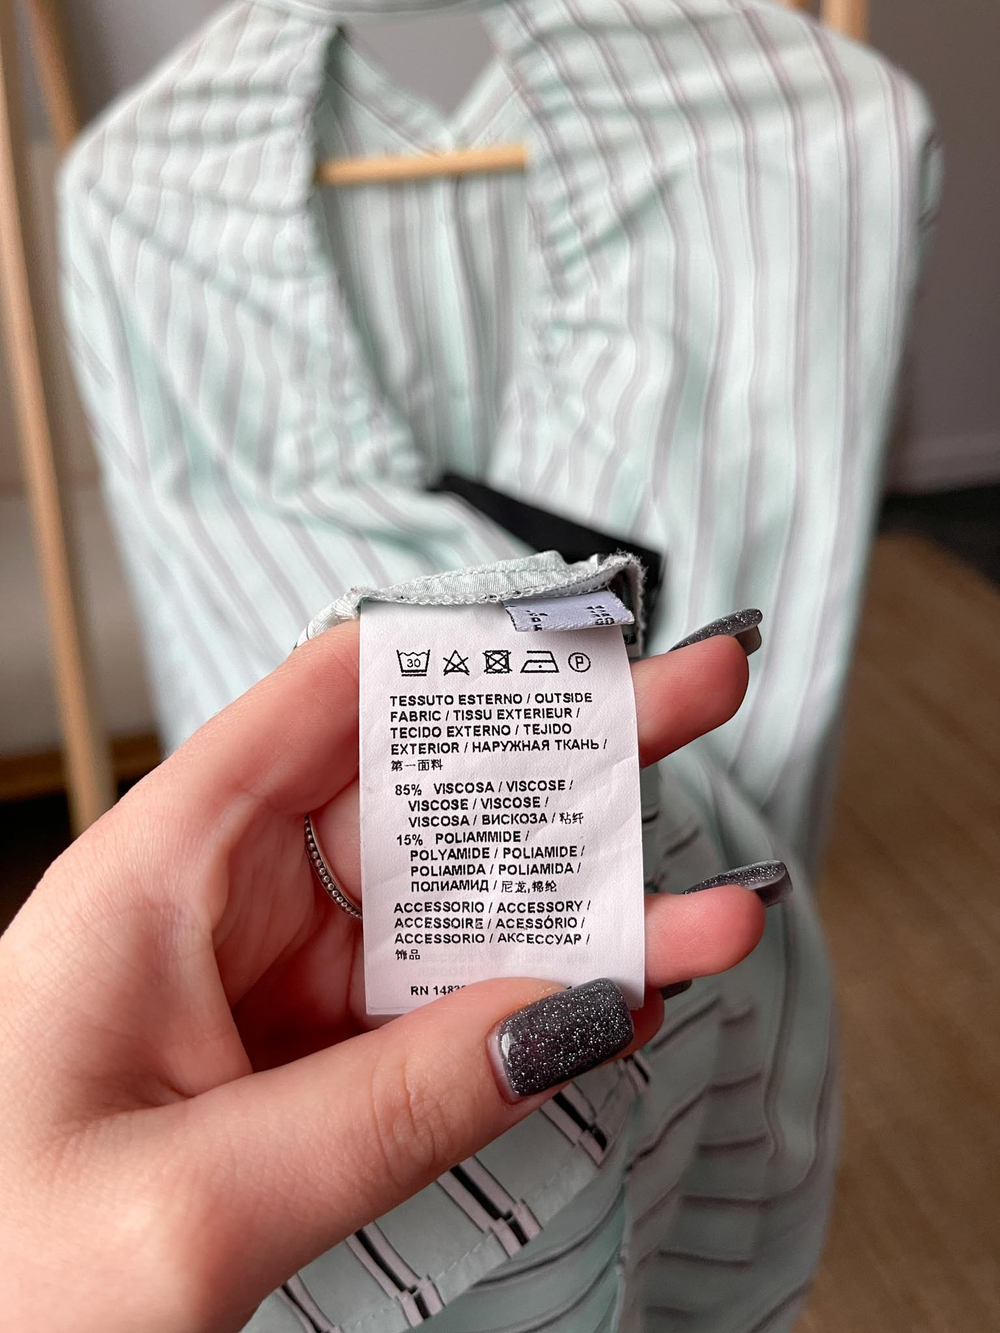 30
P
TESSUTO ESTERNO / OUTSIDE
FABRIC / TISSU EXTERIEUR /
TECIDO EXTERNO / TEJIDO
EXTERIOR / НАРУЖНАЯ ТКАНЬ /
第一面料
85% VISCOSA / VISCOSE /
VISCOSE / VISCOSE /
VISCOSA / ВИСКОЗА / 粘纤
15% POLIAMMIDE /
POLYAMIDE / POLIAMIDE /
POLIAMIDA / POLIAMIDA /
ПОЛИАМИД / 尼龙,锦纶
ACCESSORIO / ACCESSORY /
ACCESSOIRE / ACESSÓRIO /
ACCESSORIO / АКСЕССУАР /
饰品
RN